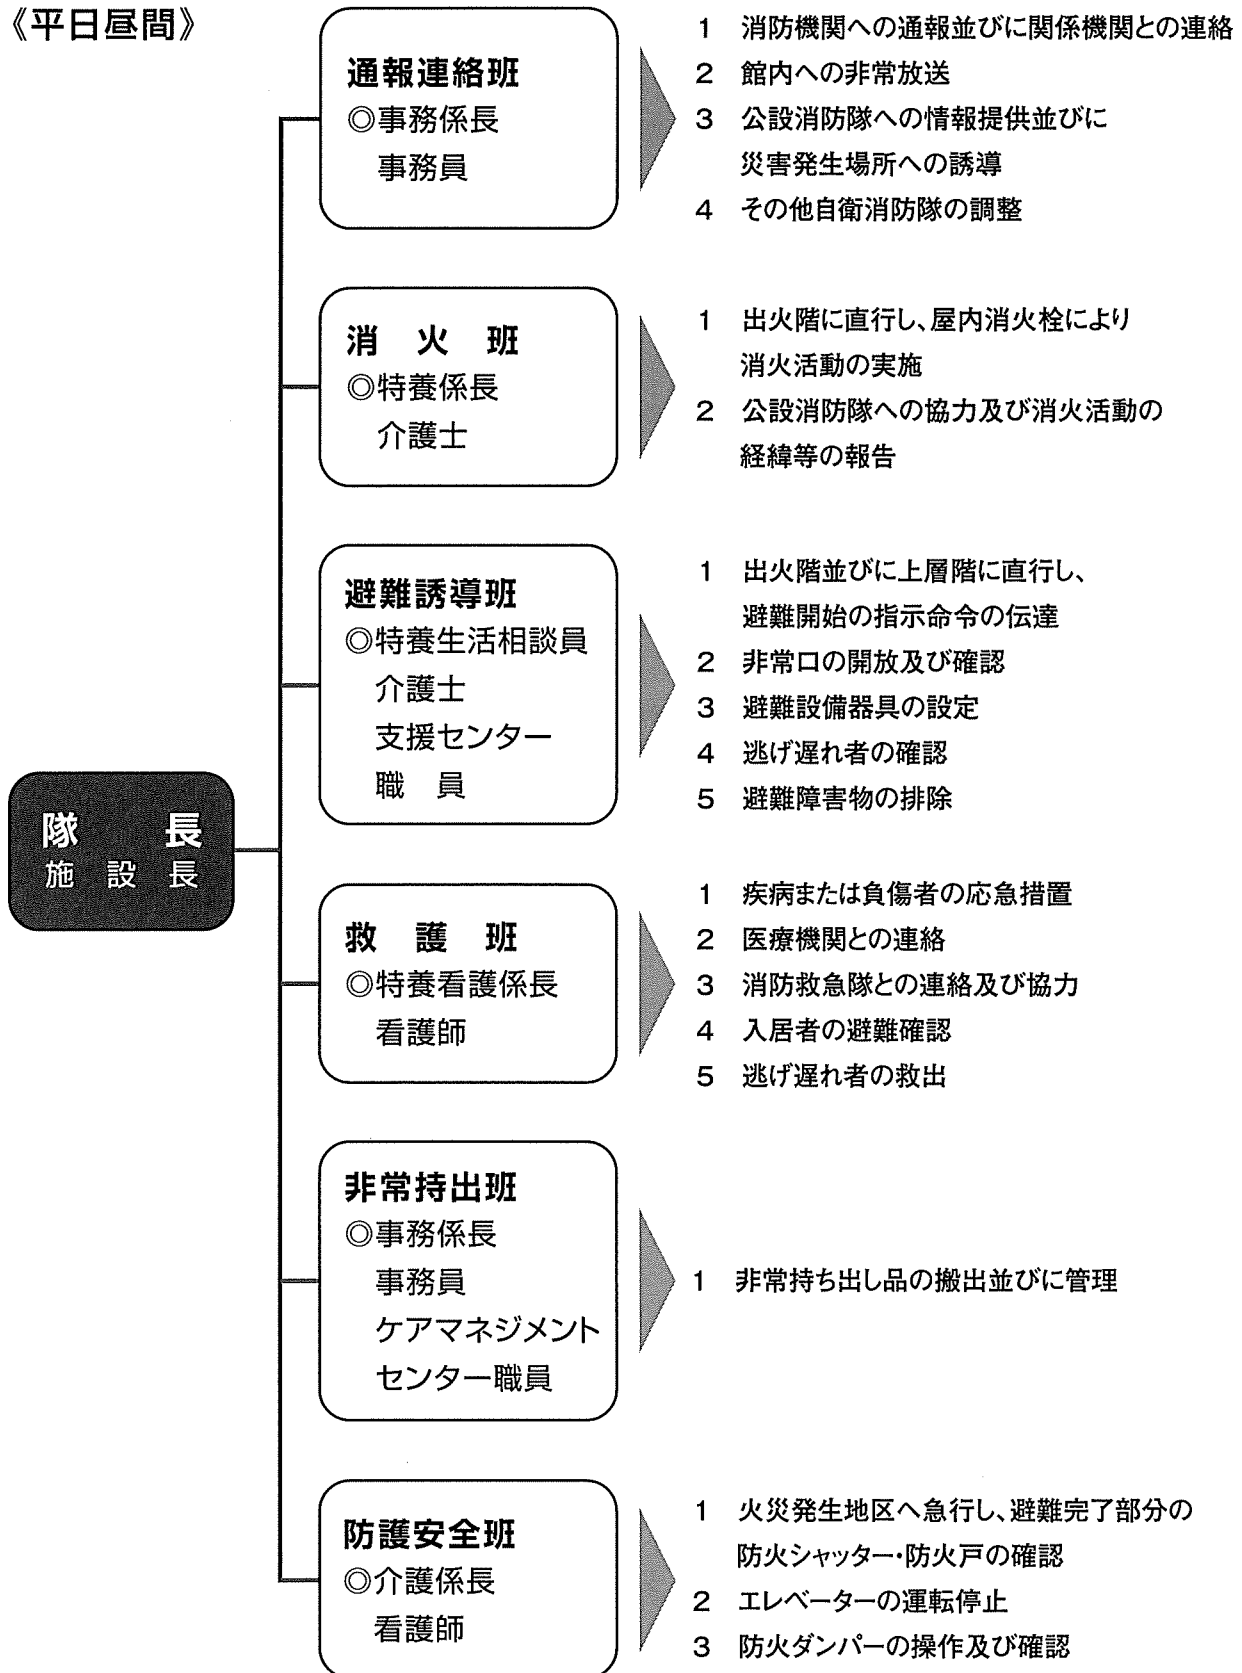 《平日昼間》
通報連絡班
◎事務係長
事務員
1 消防機関への通報並びに関係機関との連絡
2 館内への非常放送
3 公設消防隊への情報提供並びに
災害発生場所への誘導
4 その他自衛消防隊の調整
消 火 班
◎特養係長
介護士
1 出火階に直行し、屋内消火栓により
消火活動の実施
2 公設消防隊への協力及び消火活動の
経緯等の報告
避難誘導班
◎特養生活相談員
介護士
支援センター
職 員
1 出火階並びに上層階に直行し、
避難開始の指示命令の伝達
2 非常口の開放及び確認
3 避難設備器具の設定
4 逃げ遅れ者の確認
5 避難障害物の排除
隊 長
施 設 長
救 護 班
◎特養看護係長
看護師
1 疾病または負傷者の応急措置
2 医療機関との連絡
3 消防救急隊との連絡及び協力
4 入居者の避難確認
5 逃げ遅れ者の救出
非常持出班
◎事務係長
事務員
ケアマネジメント
センター職員
1 非常持ち出し品の搬出並びに管理
防護安全班
◎介護係長
看護師
1 火災発生地区へ急行し、避難完了部分の
防火シャッター・防火戸の確認
2 エレベーターの運転停止
3 防火ダンパーの操作及び確認